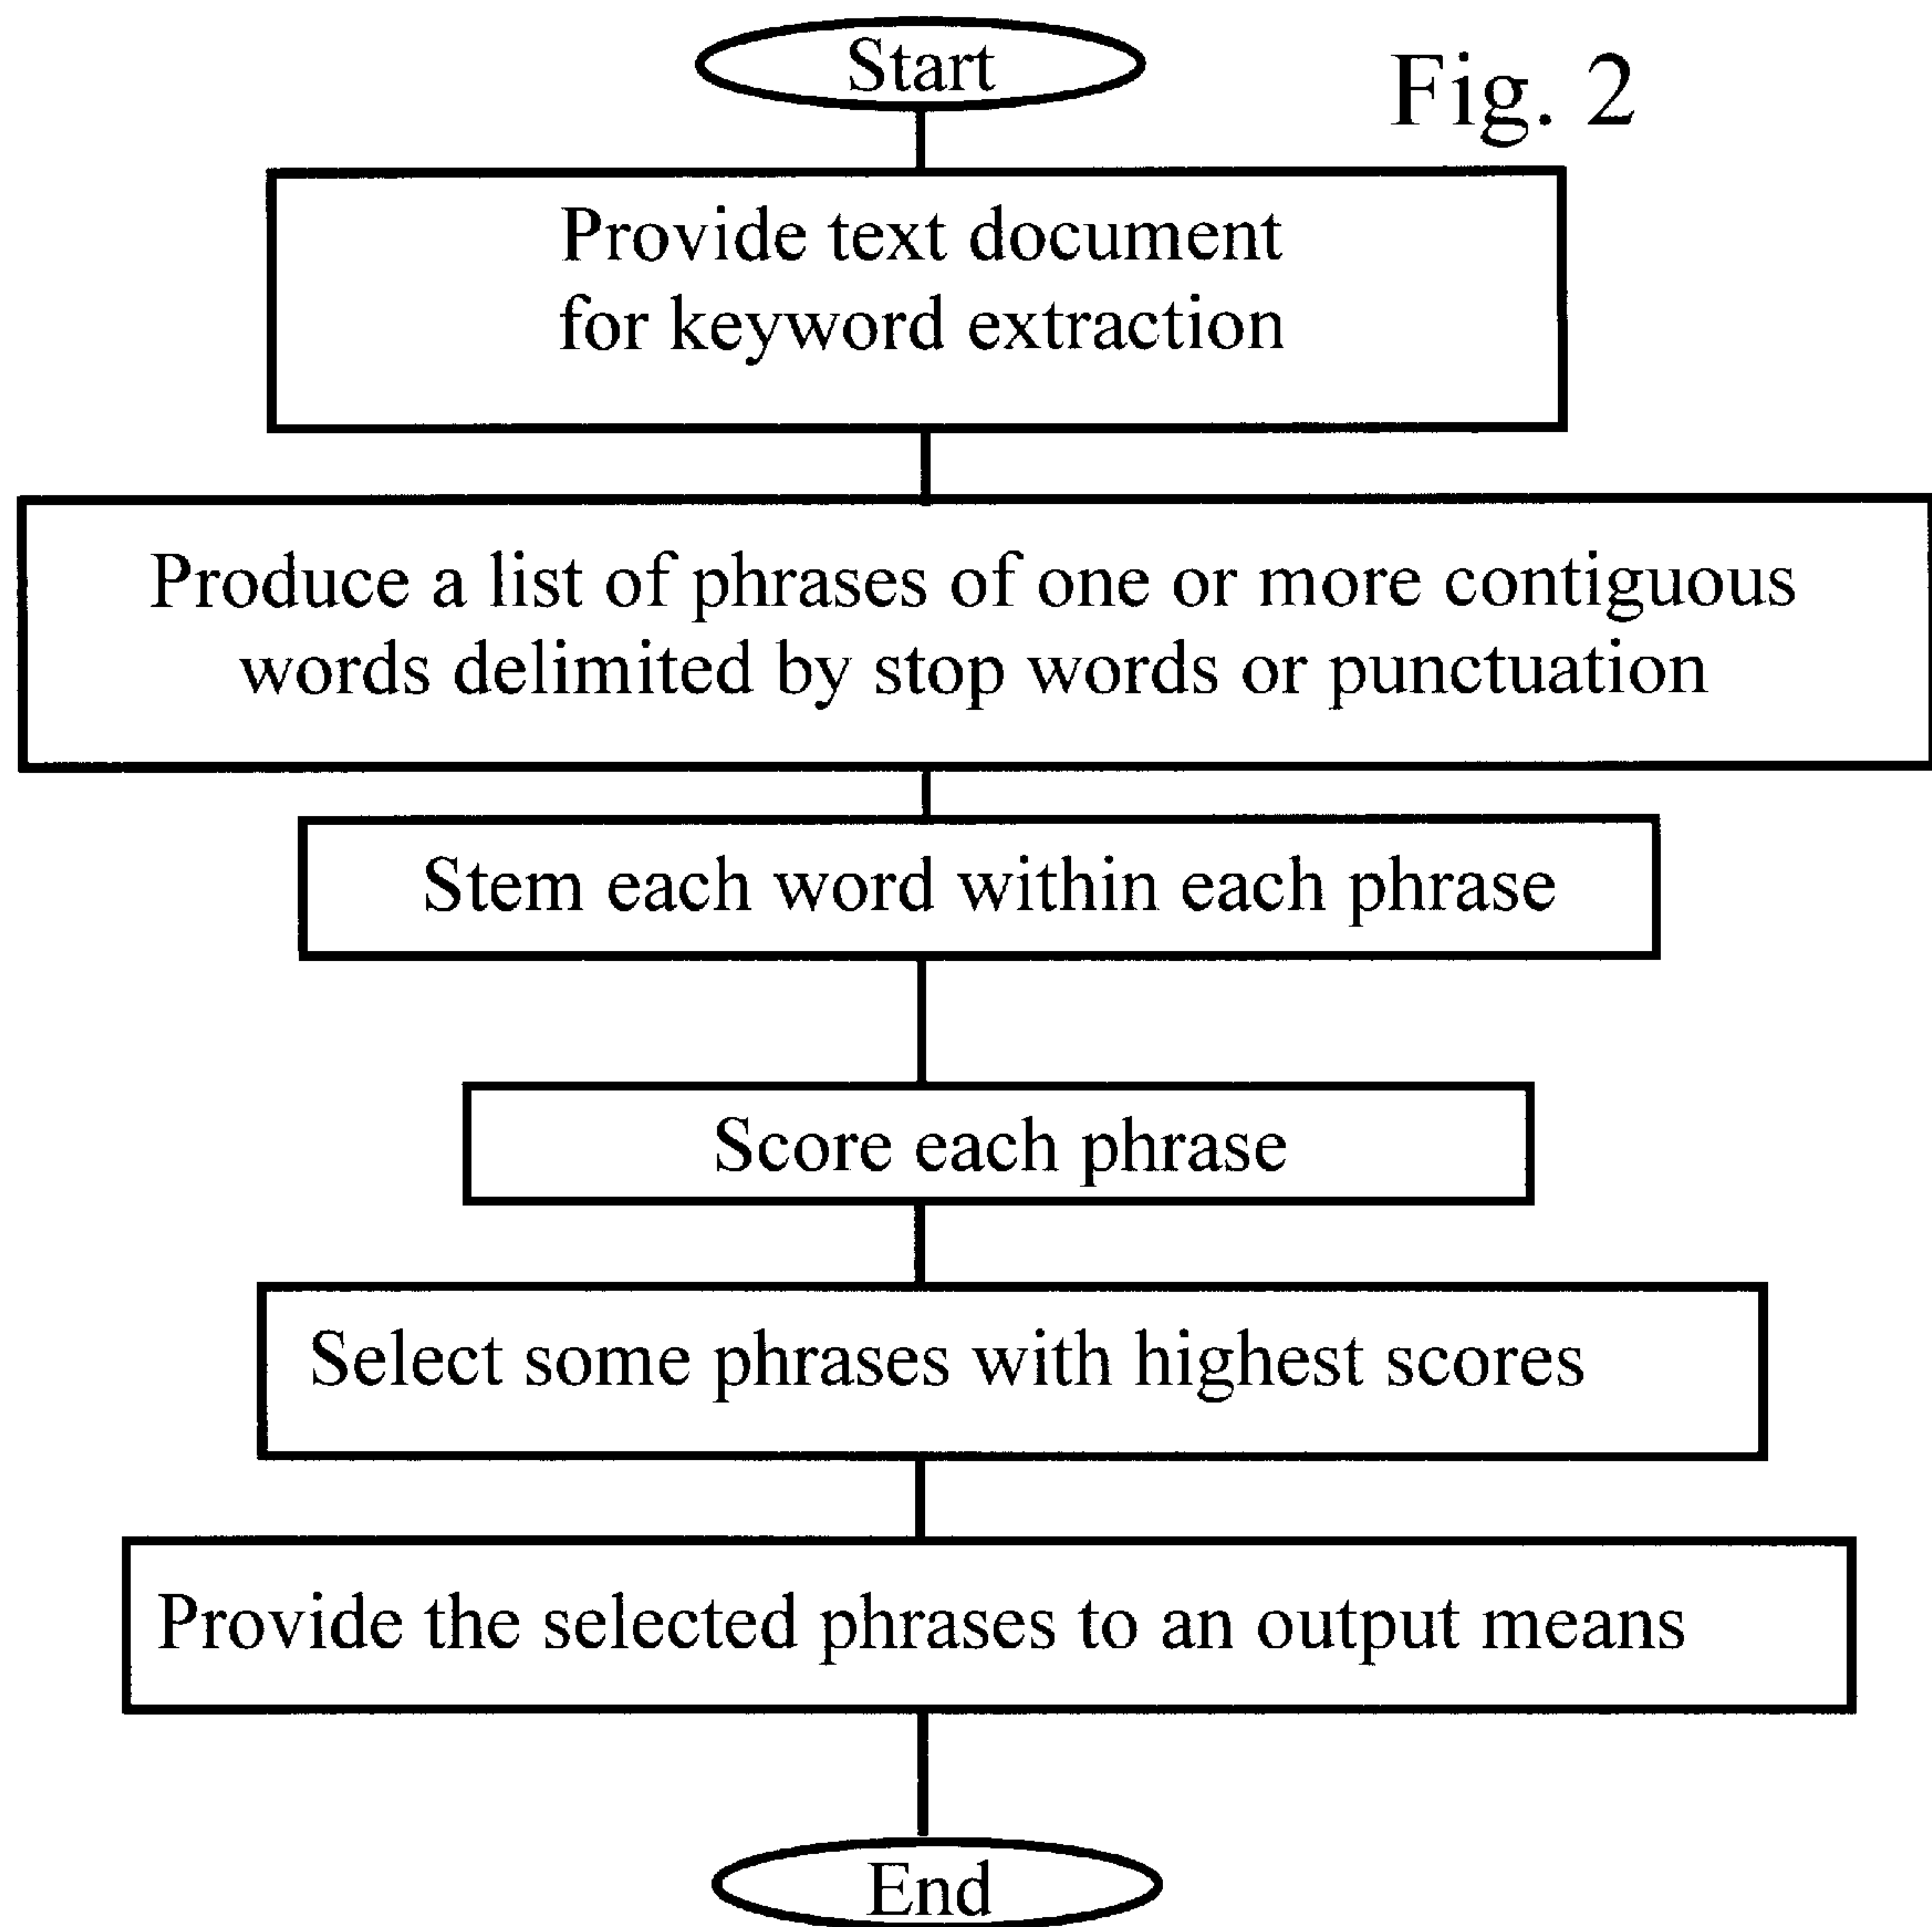 Start
Fig. 2
Provide text document
for keyword extraction
Produce a list of phrases of one or more contiguous
words delimited by stop words or punctuation
Stem each word within each phrase
Score each phrase
Select some phrases with highest scores
Provide the selected phrases to an output means
End